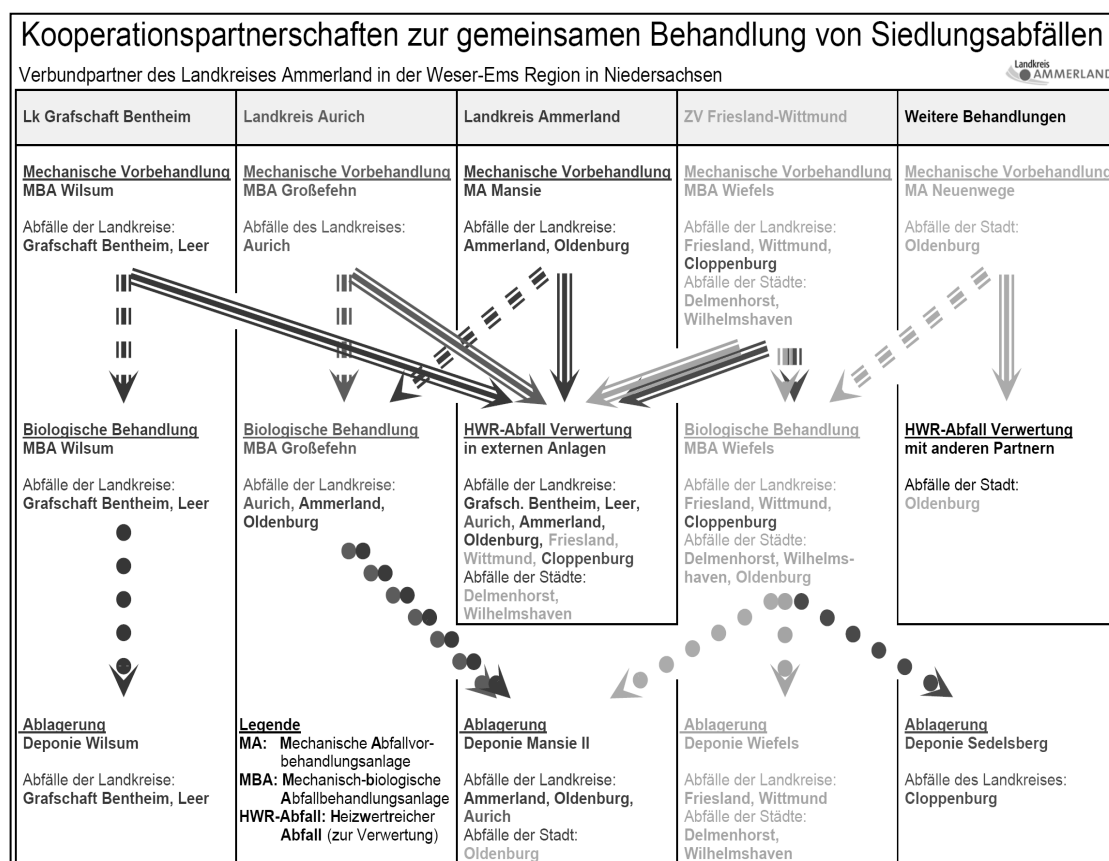 Kooperationspartnerschaften zur gemeinsamen Behandlung von Siedlungsabfällen
Verbundpartner des Landkreises Ammerland in der Weser-Ems Region in Niedersachsen
Landkreis
AMMERLAND
Lk Grafschaft Bentheim
Landkreis Aurich
Landkreis Ammerland
ZV Friesland-Wittmund
Weitere Behandlungen
Mechanische Vorbehandlung
MBA Wilsum
Abfälle der Landkreise:
Grafschaft Bentheim, Leer
Mechanische Vorbehandlung
MBA Großefehn
Abfälle des Landkreises:
Aurich
Mechanische Vorbehandlung
MA Mansie
Abfälle der Landkreise:
Ammerland, Oldenburg
Mechanische Vorbehandlung
MBA Wiefels
Abfälle der Landkreise:
Friesland, Wittmund,
Cloppenburg
Abfälle der Städte:
Delmenhorst,
Wilhelmshaven
Mechanische Vorbehandlung
MA Neuenwege
Abfälle der Stadt:
Oldenburg
Biologische Behandlung
MBA Wilsum
Abfälle der Landkreise:
Grafschaft Bentheim, Leer
Biologische Behandlung
MBA Großefehn
Abfälle der Landkreise:
Aurich, Ammerland,
Oldenburg
HWR-Abfall Verwertung
in externen Anlagen
Abfälle der Landkreise:
Grafsch. Bentheim, Leer,
Aurich, Ammerland,
Oldenburg, Friesland,
Wittmund, Cloppenburg
Abfälle der Städte:
Delmenhorst,
Wilhelmshaven
Biologische Behandlung
MBA Wiefels
Abfälle der Landkreise:
Friesland, Wittmund,
Cloppenburg
Abfälle der Städte:
Delmenhorst, Wilhelms-
haven, Oldenburg
HWR-Abfall Verwertung
mit anderen Partnern
Abfälle der Stadt:
Oldenburg
Ablagerung
Deponie Wilsum
Abfälle der Landkreise:
Grafschaft Bentheim, Leer
Legende
MA: Mechanische Abfallvor-
behandlungsanlage
MBA: Mechanisch-biologische
Abfallbehandlungsanlage
HWR-Abfall: Heizwertreicher
Abfall (zur Verwertung)
Ablagerung
Deponie Mansie II
Abfälle der Landkreise:
Ammerland, Oldenburg,
Aurich
Abfälle der Stadt:
Oldenburg
Ablagerung
Deponie Wiefels
Abfälle der Landkreise:
Friesland, Wittmund
Abfälle der Städte:
Delmenhorst,
Wilhelmshaven
Ablagerung
Deponie Sedelsberg
Abfälle des Landkreises:
Cloppenburg